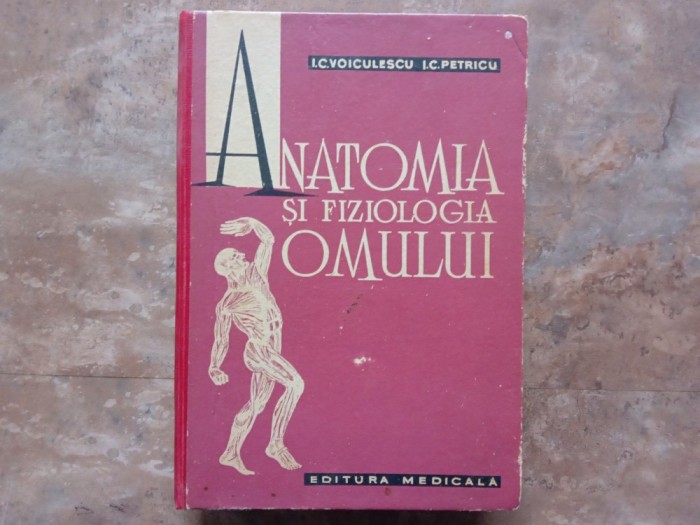 I.C.VOICULESCU I.C.PETRICU
ANATOMIA
ȘI FIZIOLOGIA
OMULUI
EDITURA MEDICALĂ